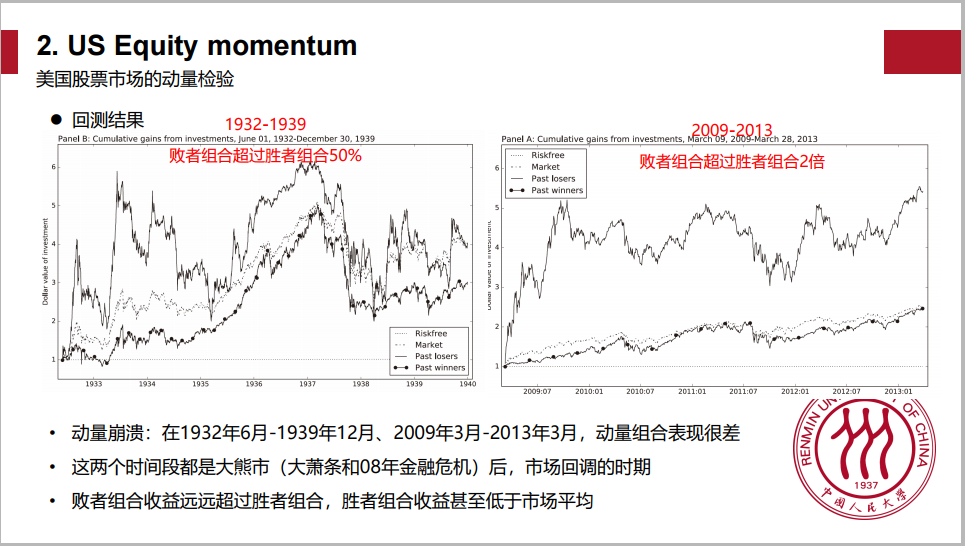 2. US Equity momentum
美国股票市场的动量检验
● 回测结果
1932-1939
Panel B: Cumulative gains from investments, June 01, 1932-December 30, 1939
败者组合超过胜者组合50%
Dollar value of investment
6
5
4
3
2
1
Riskfree
Market
Past losers
Past winners
1933 1934 1935 1936 1937 1938 1939 1940
2009-2013
Panel A: Cumulative gains from investments, March 09, 2009-March 28, 2013
败者组合超过胜者组合2倍
Riskfree
Market
Past losers
Past winners
Dollar value of investment
6
5
4
3
2
1
2009:07 2010:01 2010:07 2011:01 2011:07 2012:01 2012:07 2013:01
• 动量崩溃：在1932年6月-1939年12月、2009年3月-2013年3月，动量组合表现很差
• 这两个时间段都是大熊市（大萧条和08年金融危机）后，市场回调的时期
• 败者组合收益远远超过胜者组合，胜者组合收益甚至低于市场平均
RENMIN UN
OF CHINA
1937
中国人民大学